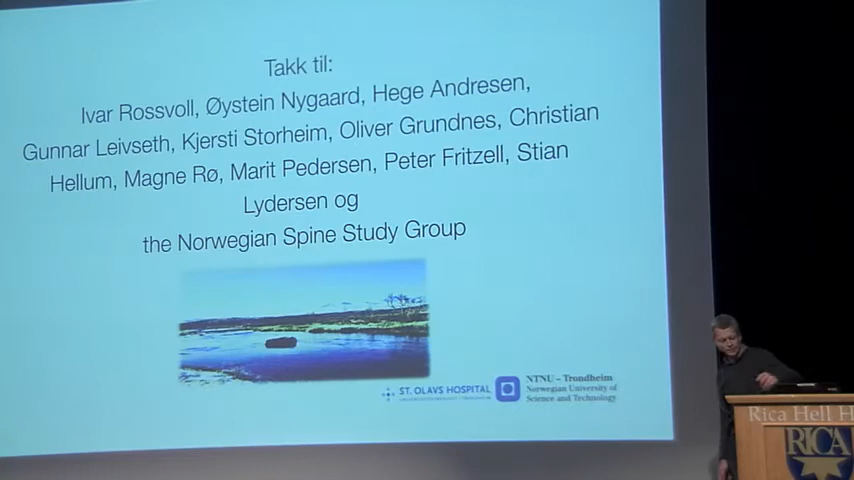 Takk til:
Ivar Rossvoll, Øystein Nygaard, Hege Andresen,
Gunnar Leivseth, Kjersti Storheim, Oliver Grundnes, Christian
Hellum, Magne Rø, Marit Pedersen, Peter Fritzell, Stian
Lydersen og
the Norwegian Spine Study Group
ST. OLAVS HOSPITAL
NTNU – Trondheim
Norwegian University of
Science and Technology
Rica Hell H
RICA